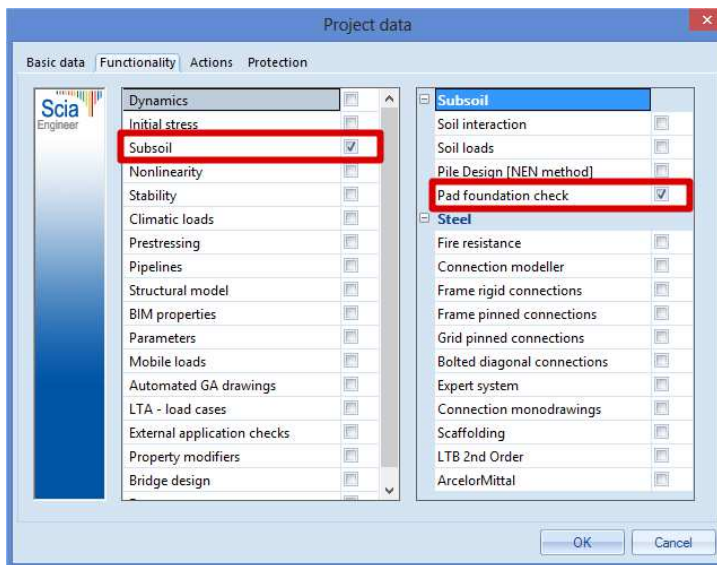 Project data
Basic data Functionality Actions Protection
Scia
Engineer
Dynamics
Initial stress
Subsoil
Nonlinearity
Stability
Climatic loads
Prestressing
Pipelines
Structural model
BIM properties
Parameters
Mobile loads
Automated GA drawings
LTA - load cases
External application checks
Property modifiers
Bridge design
Subsoil
Soil interaction
Soil loads
Pile Design [NEN method]
Pad foundation check
Steel
Fire resistance
Connection modeller
Frame rigid connections
Frame pinned connections
Grid pinned connections
Bolted diagonal connections
Expert system
Connection monodrawings
Scaffolding
LTB 2nd Order
ArcelorMittal
OK Cancel